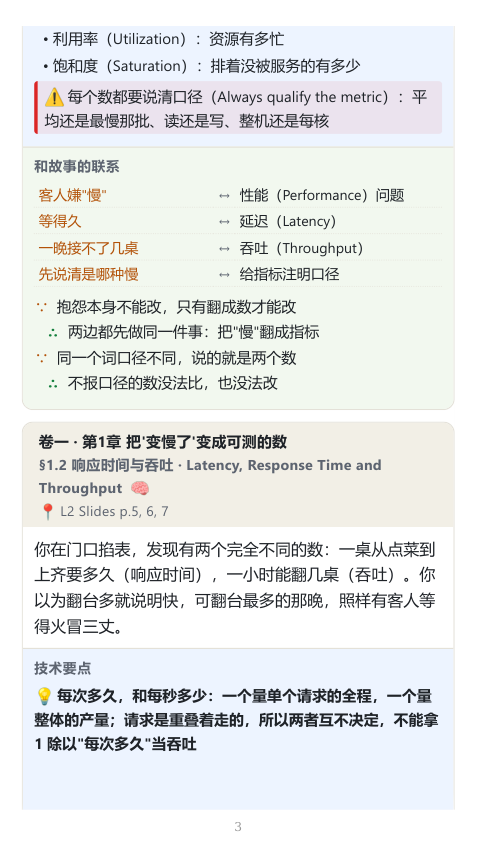 • 利用率（Utilization）：资源有多忙
• 饱和度（Saturation）：排着没被服务的有多少
⚠️ 每个数都要说清口径（Always qualify the metric）：平
均还是最慢那批、读还是写、整机还是每核
和故事的联系
客人嫌"慢" ↔ 性能（Performance）问题
等得久 ↔ 延迟（Latency）
一晚接不了几桌 ↔ 吞吐（Throughput）
先说清是哪种慢 ↔ 给指标注明口径
∵ 抱怨本身不能改，只有翻成数才能改
∴ 两边都先做同一件事：把"慢"翻成指标
∵ 同一个词口径不同，说的就是两个数
∴ 不报口径的数没法比，也没法改
卷一 · 第1章 把'变慢了'变成可测的数
§1.2 响应时间与吞吐 · Latency, Response Time and
Throughput 🧠
📍 L2 Slides p.5, 6, 7
你在门口掐表，发现有两个完全不同的数：一桌从点菜到
上齐要多久（响应时间），一小时能翻几桌（吞吐）。你
以为翻台多就说明快，可翻台最多的那晚，照样有客人等
得火冒三丈。
技术要点
💡 每次多久，和每秒多少：一个量单个请求的全程，一个量
整体的产量；请求是重叠着走的，所以两者互不决定，不能拿
1 除以"每次多久"当吞吐
3